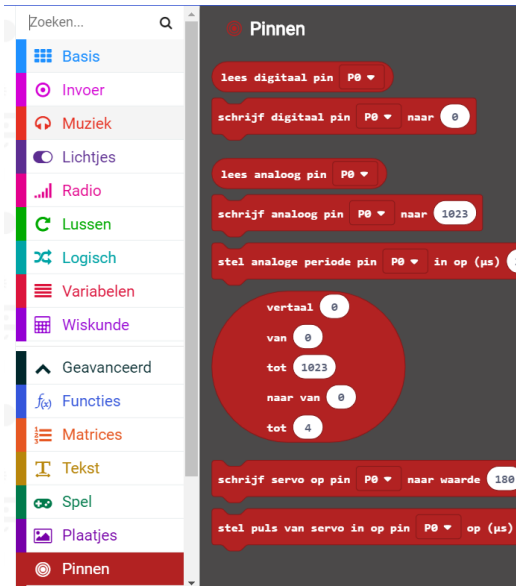 Zoeken...
Basis
Invoer
Muziek
Lichtjes
Radio
Lussen
Logisch
Variabelen
Wiskunde
Geavanceerd
f(x) Functies
Matrices
Tekst
Spel
Plaatjes
Pinnen
Pinnen
lees digitaal pin P0
schrijf digitaal pin P0 naar 0
lees analoog pin P0
schrijf analoog pin P0 naar 1023
stel analoge periode pin P0 in op (µs)
vertaal 0
van 0
tot 1023
naar van 0
tot 4
schrijf servo op pin P0 naar waarde 180
stel puls van servo in op pin P0 op (µs)